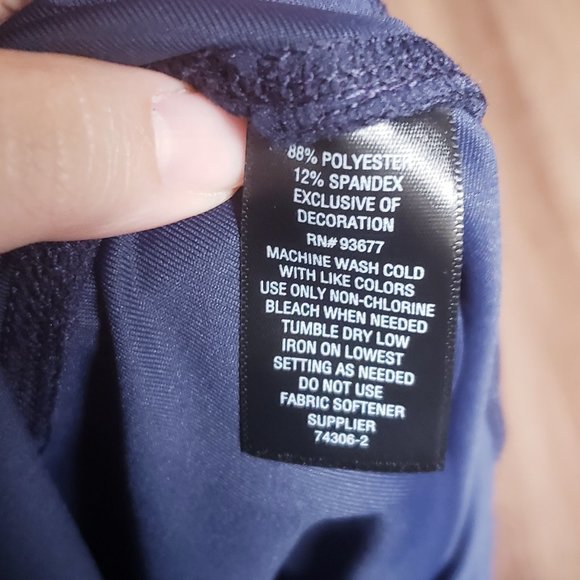 88% POLYESTER
12% SPANDEX
EXCLUSIVE OF
DECORATION
RN# 93677
MACHINE WASH COLD
WITH LIKE COLORS
USE ONLY NON-CHLORINE
BLEACH WHEN NEEDED
TUMBLE DRY LOW
IRON ON LOWEST
SETTING AS NEEDED
DO NOT USE
FABRIC SOFTENER
SUPPLIER
74306-2